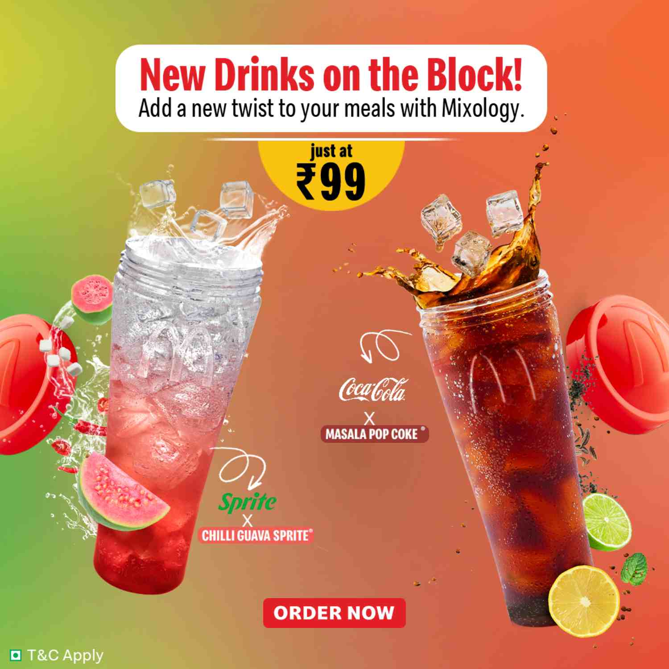 New Drinks on the Block!
Add a new twist to your meals with Mixology.
just at
₹99
Coca-Cola
X
MASALA POP COKE®
Sprite
X
CHILLI GUAVA SPRITE®
ORDER NOW
T&C Apply